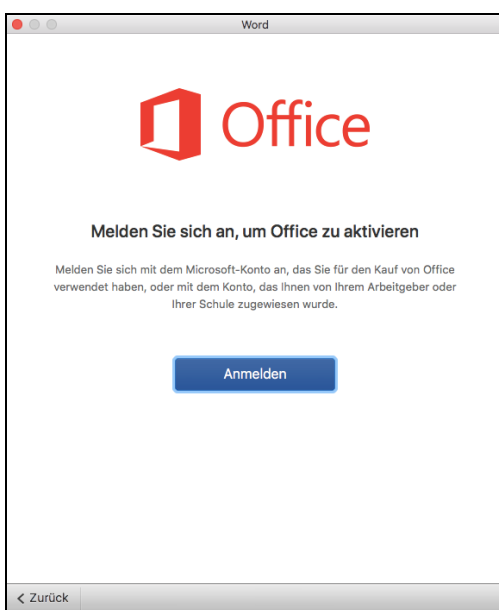 Word
Office
Melden Sie sich an, um Office zu aktivieren
Melden Sie sich mit dem Microsoft-Konto an, das Sie für den Kauf von Office
verwendet haben, oder mit dem Konto, das Ihnen von Ihrem Arbeitgeber oder
Ihrer Schule zugewiesen wurde.
Anmelden
Zurück